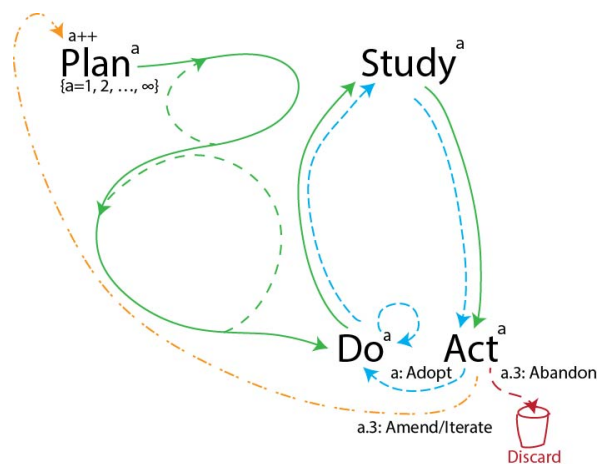 a++
Plan^a
{a=1, 2, ..., ∞}
Study^a
Do^a
Act^a
a: Adopt
a.3: Abandon
a.3: Amend/Iterate
Discard